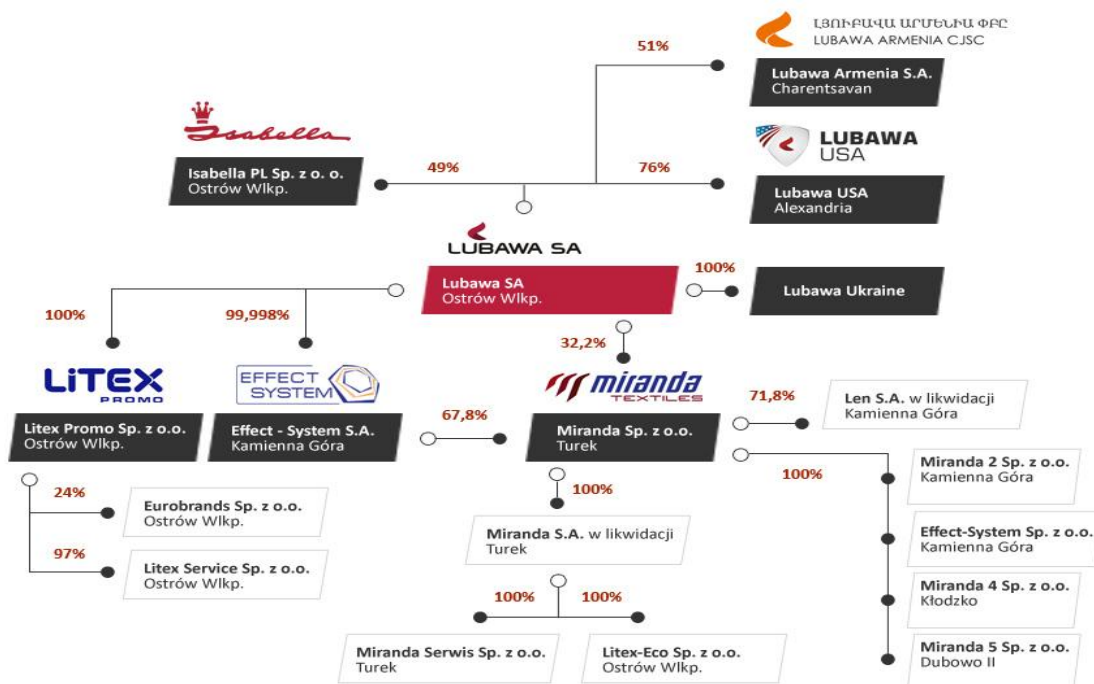 ԼՅՈՒԲԱՎԱ ԱՐՄԵՆԻԱ ՓԲԸ
LUBAWA ARMENIA CJSC
51%
Lubawa Armenia S.A.
Charentsavan
Isabella
LUBAWA
USA
Isabella PL Sp. z o. o.
Ostrów Wlkp.
49%
76%
Lubawa USA
Alexandria
LUBAWA SA
Lubawa SA
Ostrów Wlkp.
100%
Lubawa Ukraine
100%
99,998%
32,2%
LiTEX
PROMO
EFFECT
SYSTEM
miranda
TEXTILES
71,8%
Len S.A. w likwidacji
Kamienna Góra
Litex Promo Sp. z o.o.
Ostrów Wlkp.
Effect - System S.A.
Kamienna Góra
67,8%
Miranda Sp. z o.o.
Turek
100%
Miranda 2 Sp. z o.o.
Kamienna Góra
24%
Eurobrands Sp. z o.o.
Ostrów Wlkp.
100%
Miranda S.A. w likwidacji
Turek
Effect-System Sp. z o.o.
Kamienna Góra
97%
Litex Service Sp. z o.o.
Ostrów Wlkp.
Miranda 4 Sp. z o.o.
Kłodzko
100%
100%
Miranda Serwis Sp. z o.o.
Turek
Litex-Eco Sp. z o.o.
Ostrów Wlkp.
Miranda 5 Sp. z o.o.
Dubowo II